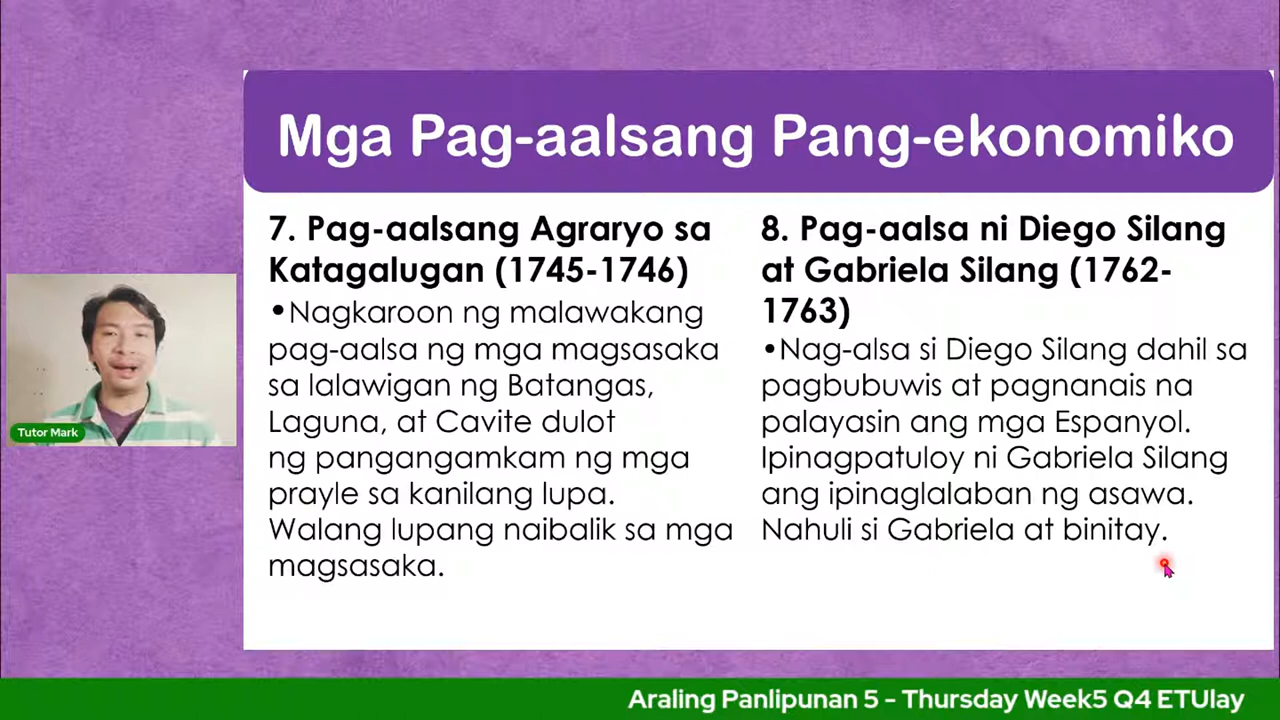 Mga Pag-aalsang Pang-ekonomiko
7. Pag-aalsang Agraryo sa
Katagalugan (1745-1746)
•Nagkaroon ng malawakang
pag-aalsa ng mga magsasaka
sa lalawigan ng Batangas,
Laguna, at Cavite dulot
ng pangangamkam ng mga
prayle sa kanilang lupa.
Walang lupang naibalik sa mga
magsasaka.
8. Pag-aalsa ni Diego Silang
at Gabriela Silang (1762-
1763)
•Nag-alsa si Diego Silang dahil sa
pagbubuwis at pagnanais na
palayasin ang mga Espanyol.
Ipinagpatuloy ni Gabriela Silang
ang ipinaglalaban ng asawa.
Nahuli si Gabriela at binitay.
Tutor Mark
Araling Panlipunan 5 - Thursday Week5 Q4 ETUlay